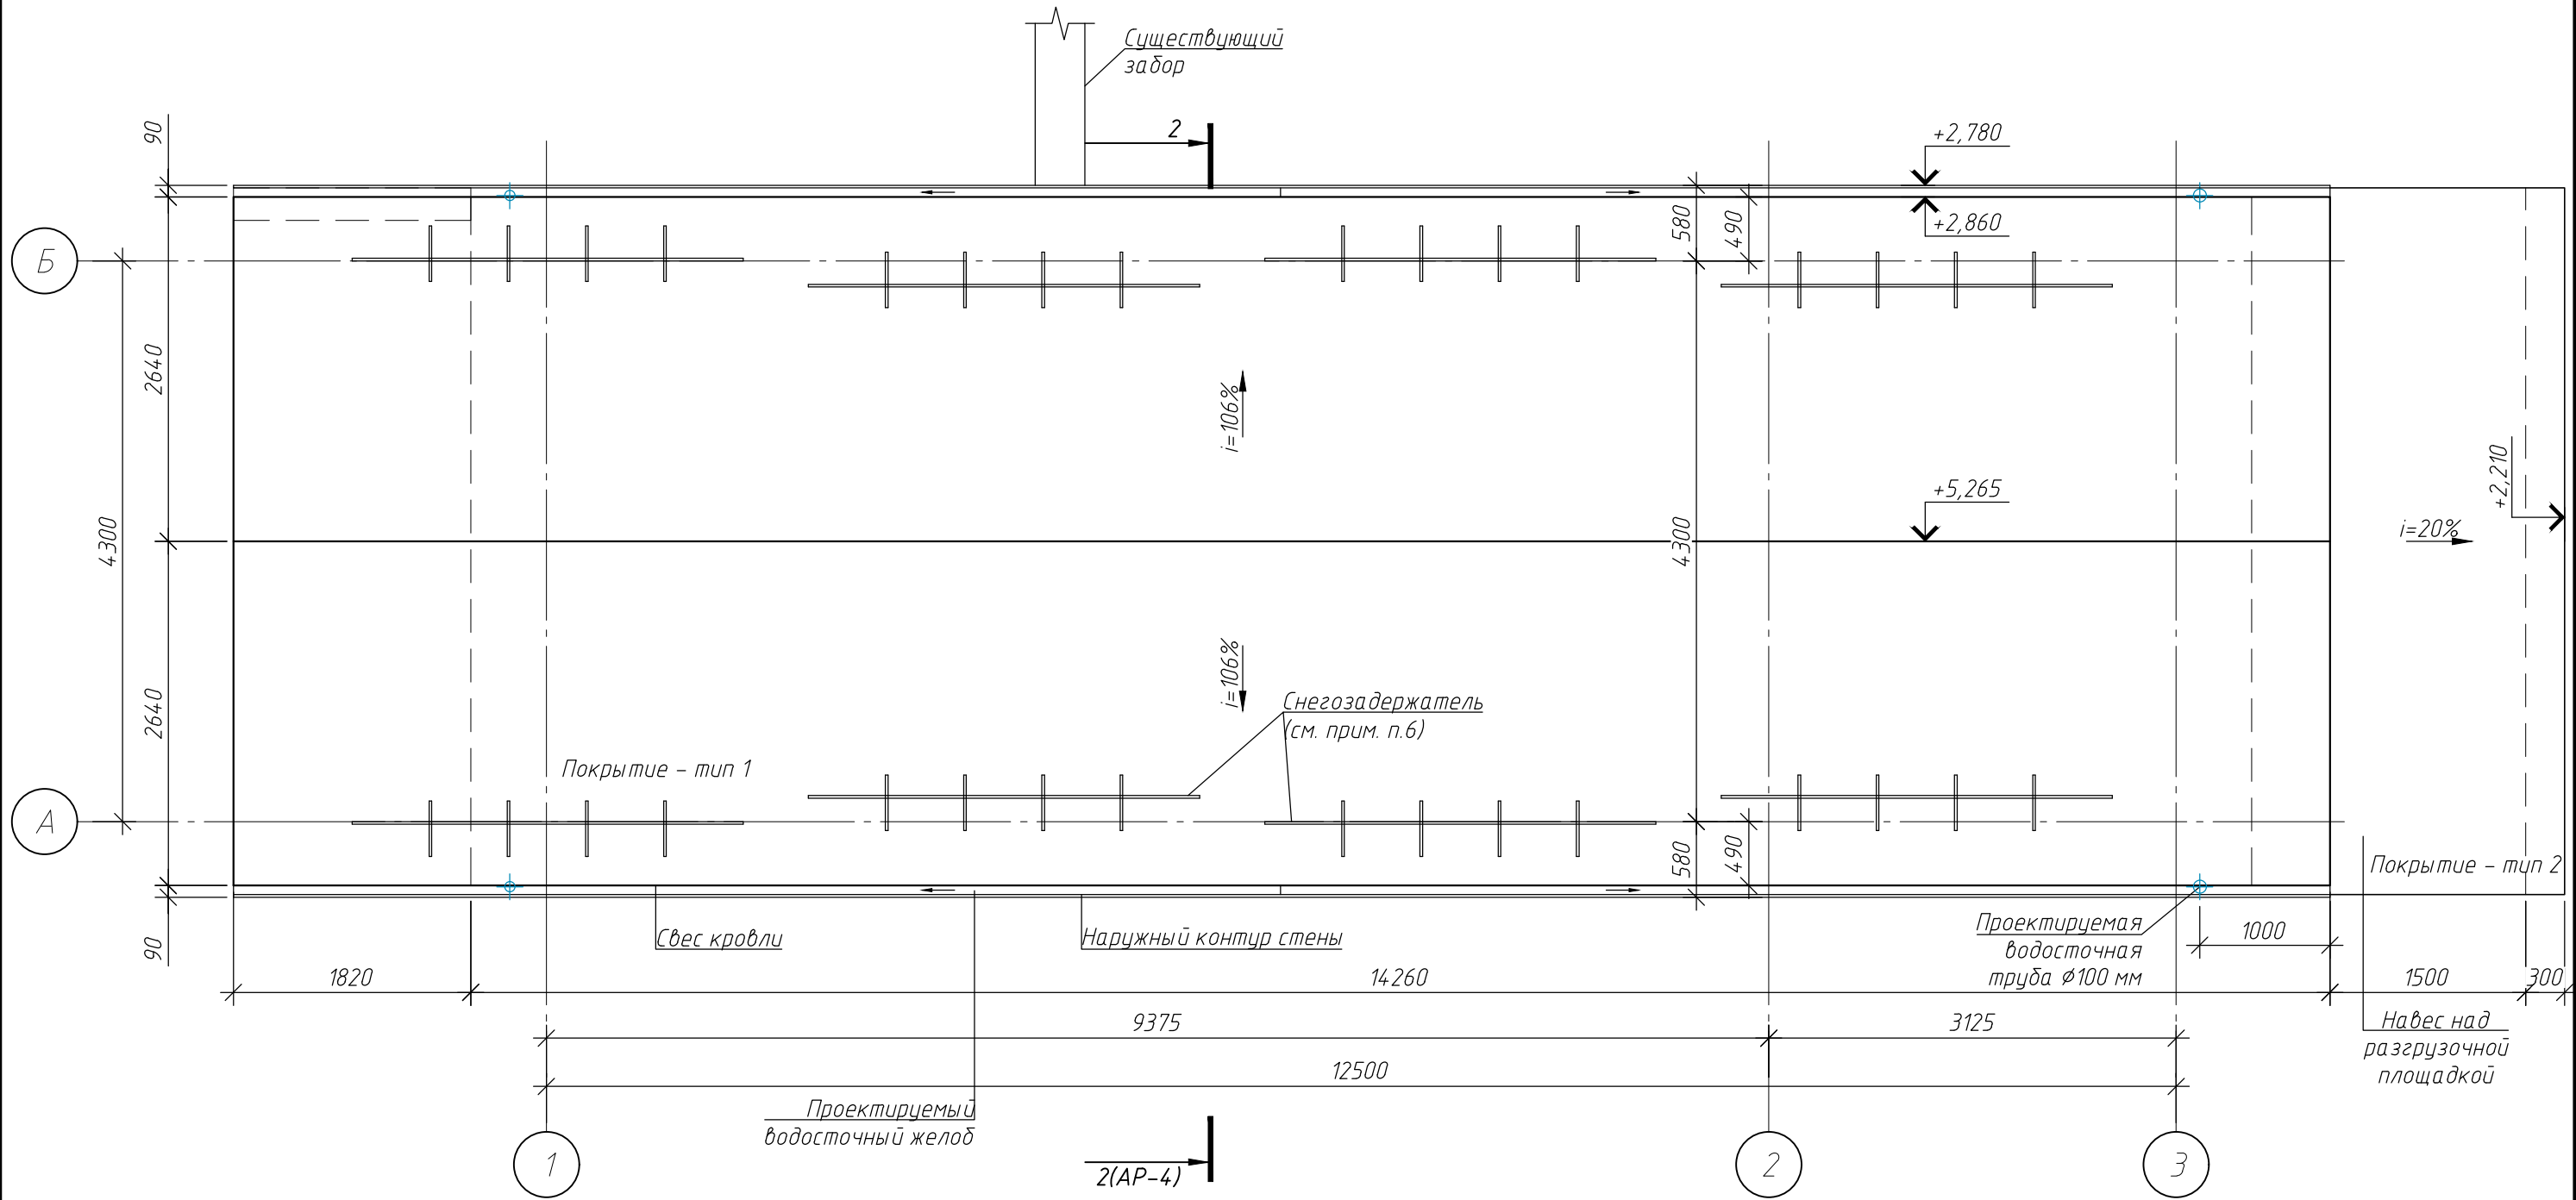 Существующий
забор
2
90
+2,780
+2,860
580
490
Б
2640
i=106%
+5,265
+2,210
i=20%
4300
4300
2640
i=106%
Снегозадержатель
(см. прим. п.6)
Покрытие - тип 1
А
580
490
Покрытие - тип 2
90
Свес кровли
Наружный контур стены
Проектируемая
водосточная
труба Ø100 мм
1000
1820
14260
1500
300
9375
3125
Навес над
разгрузочной
площадкой
12500
Проектируемый
водосточный желоб
2(АР-4)
1
2
3